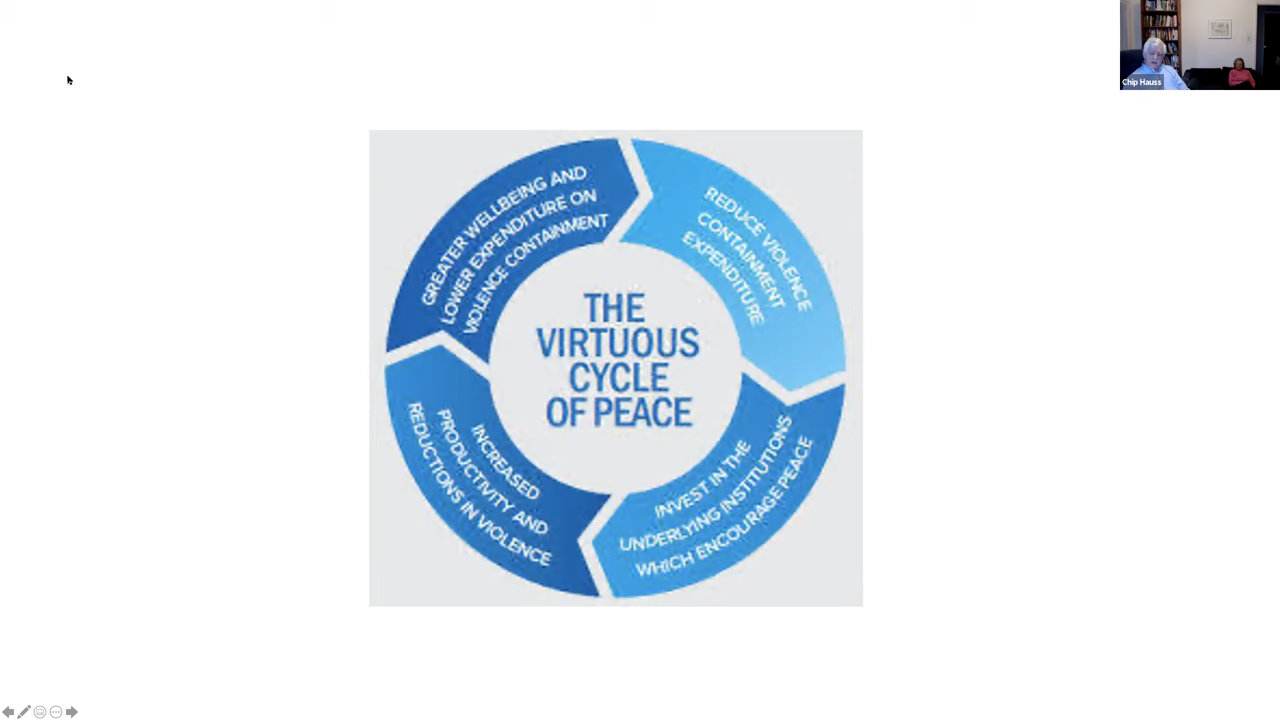 Chip Hauss
THE
VIRTUOUS
CYCLE
OF PEACE
REDUCE VIOLENCE
CONTAINMENT
EXPENDITURE
INVEST IN THE
UNDERLYING INSTITUTIONS
WHICH ENCOURAGE PEACE
INCREASED
PRODUCTIVITY AND
REDUCTIONS IN VIOLENCE
GREATER WELLBEING AND
LOWER EXPENDITURE ON
VIOLENCE CONTAINMENT